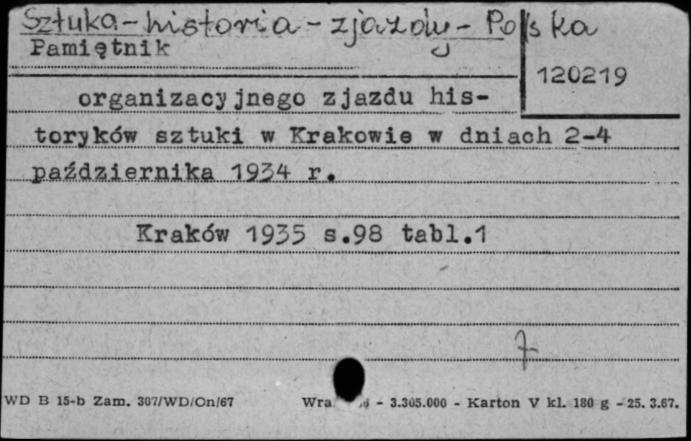 Sztuka - historia - zjazdy - Polska
Pamiętnik
120219
organizacyjnego zjazdu his-
toryków sztuki w Krakowie w dniach 2-4
października 1934 r.
Kraków 1935 s.98 tabl.1
7
WD B 15-b Zam. 307/WD/On/67 - 3.305.000 - Karton V kl. 180 g - 25. 3.67.